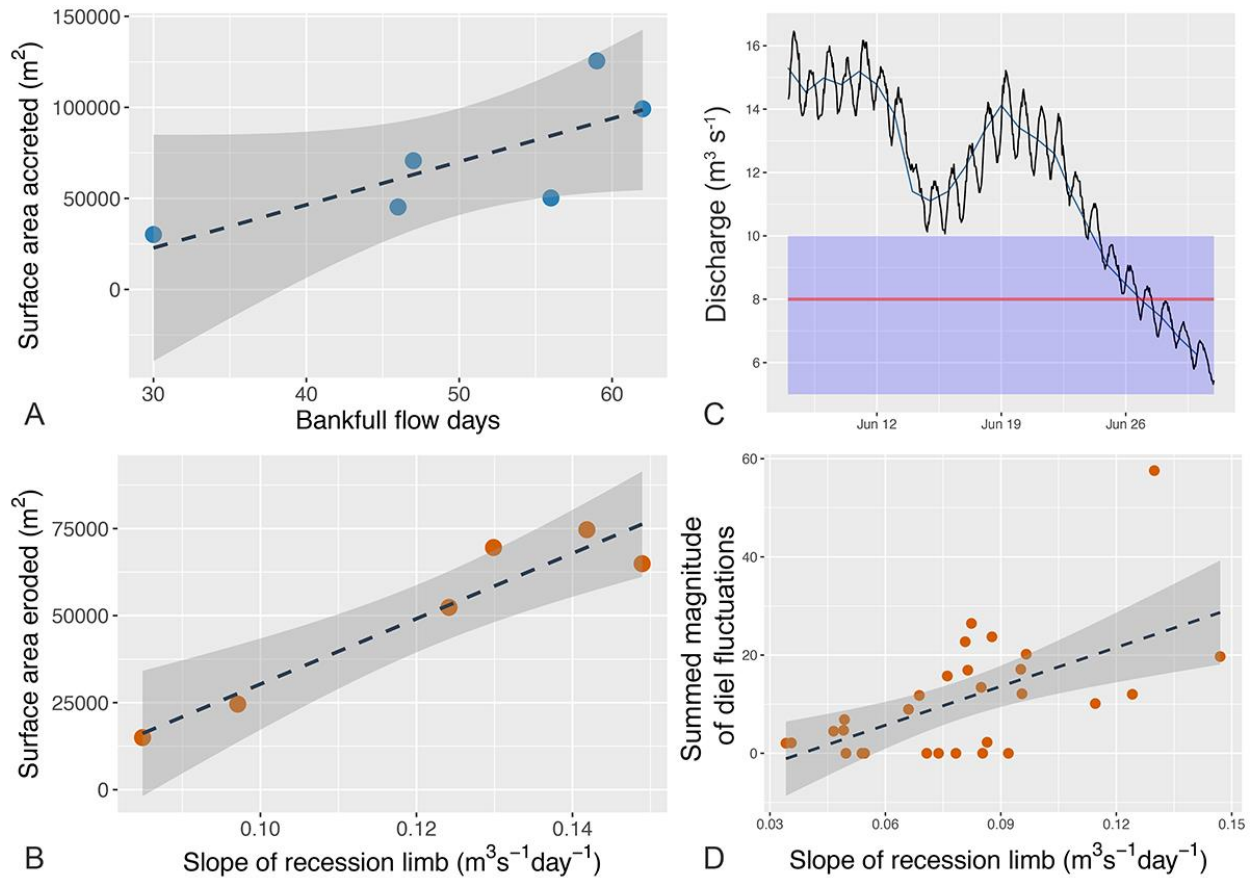 150000
100000
50000
0
Surface area accreted (m²)
30
40
50
60
Bankfull flow days
A
75000
50000
25000
0
Surface area eroded (m²)
0.10
0.12
0.14
Slope of recession limb (m³s⁻¹day⁻¹)
B
16
14
12
10
8
6
Discharge (m³ s⁻¹)
Jun 12
Jun 19
Jun 26
C
60
40
20
0
Summed magnitude
of diel fluctuations
0.03
0.06
0.09
0.12
0.15
Slope of recession limb (m³s⁻¹day⁻¹)
D